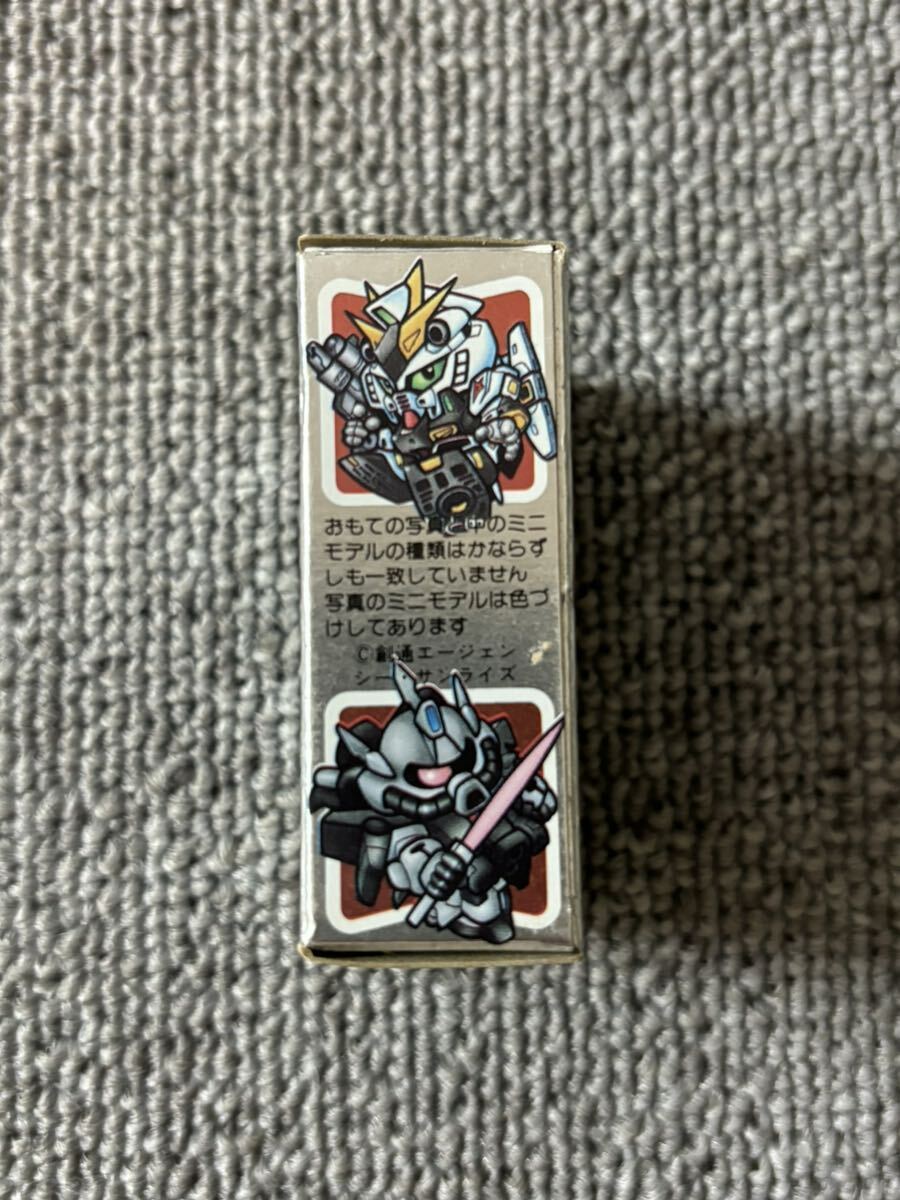 おもての写真と中のミニ
モデルの種類はかならず
しも一致していません
写真のミニモデルは色づ
けしてあります
©創通エージェン
シー・サンライズ